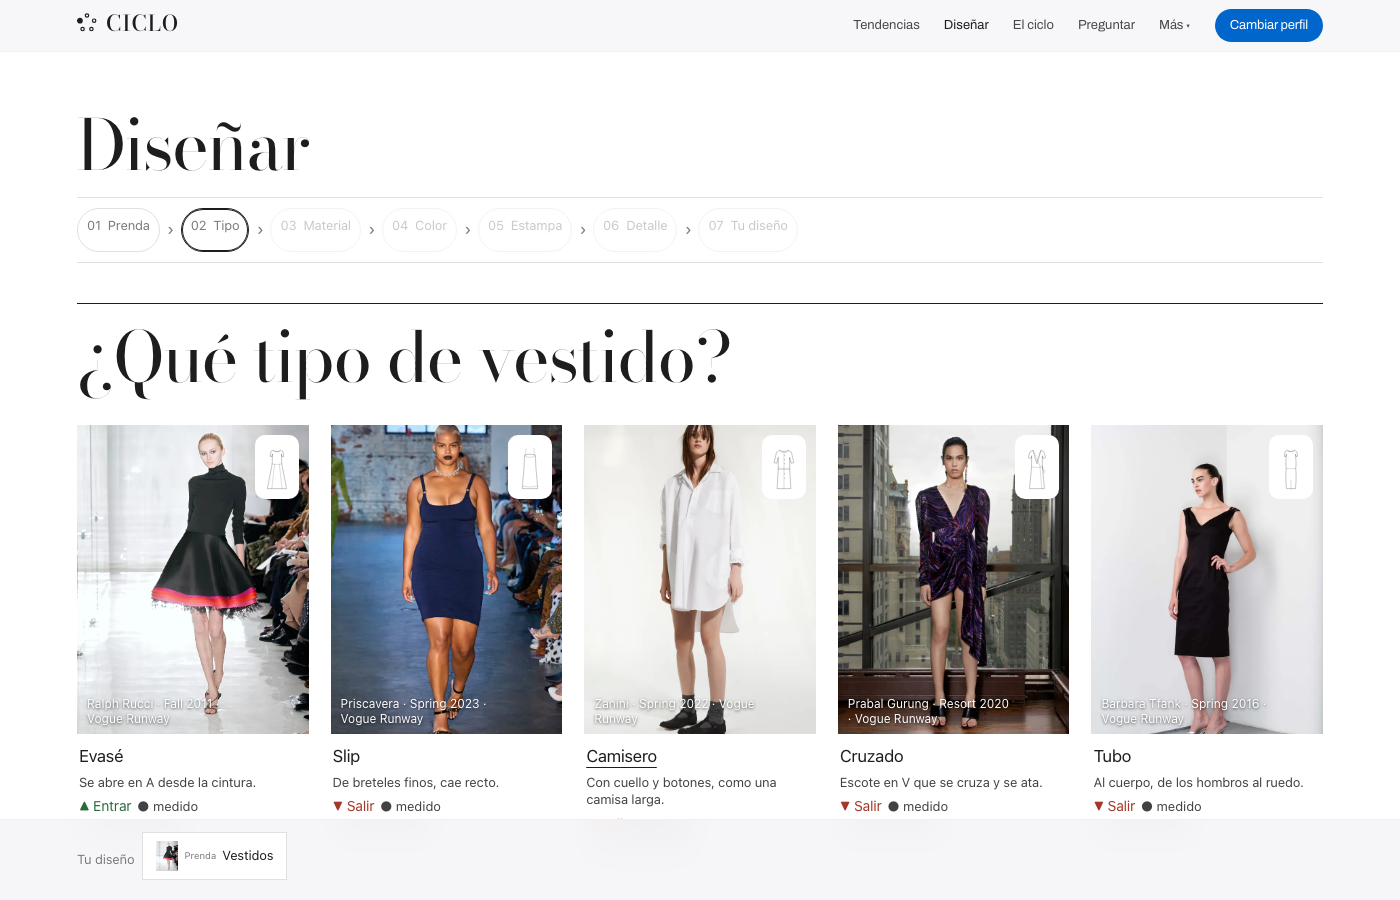 CICLO
Tendencias
Diseñar
El ciclo
Preguntar
Más
Cambiar perfil
Diseñar
01 Prenda
›
02 Tipo
›
03 Material
›
04 Color
›
05 Estampa
›
06 Detalle
›
07 Tu diseño
¿Qué tipo de vestido?
Ralph Rucci · Fall 2011 ·
Vogue Runway
Priscavera · Spring 2023 ·
Vogue Runway
Zanini · Spring 2022 · Vogue
Runway
Prabal Gurung · Resort 2020
· Vogue Runway
Barbara Tfank · Spring 2016 ·
Vogue Runway
Evasé
Se abre en A desde la cintura.
▲ Entrar ● medido
Slip
De breteles finos, cae recto.
▼ Salir ● medido
Camisero
Con cuello y botones, como una
camisa larga.
Cruzado
Escote en V que se cruza y se ata.
▼ Salir ● medido
Tubo
Al cuerpo, de los hombros al ruedo.
▼ Salir ● medido
Tu diseño
Prenda Vestidos